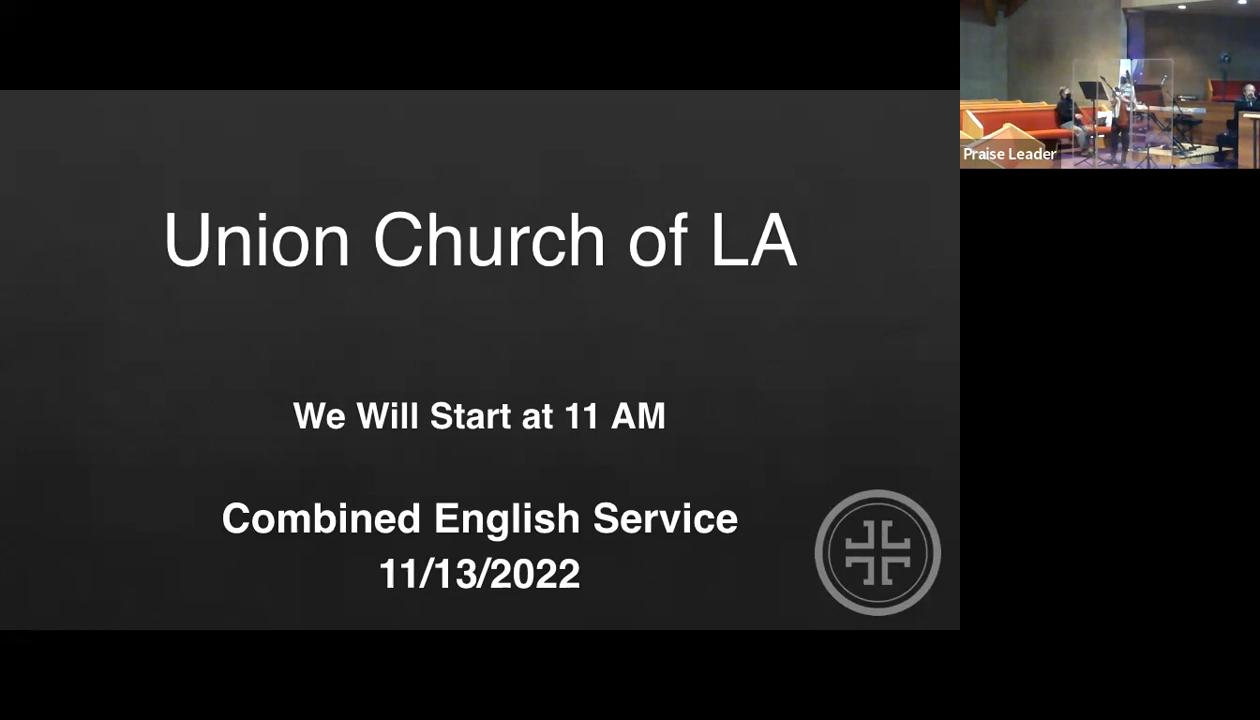 Union Church of LA
We Will Start at 11 AM
Combined English Service
11/13/2022
Praise Leader